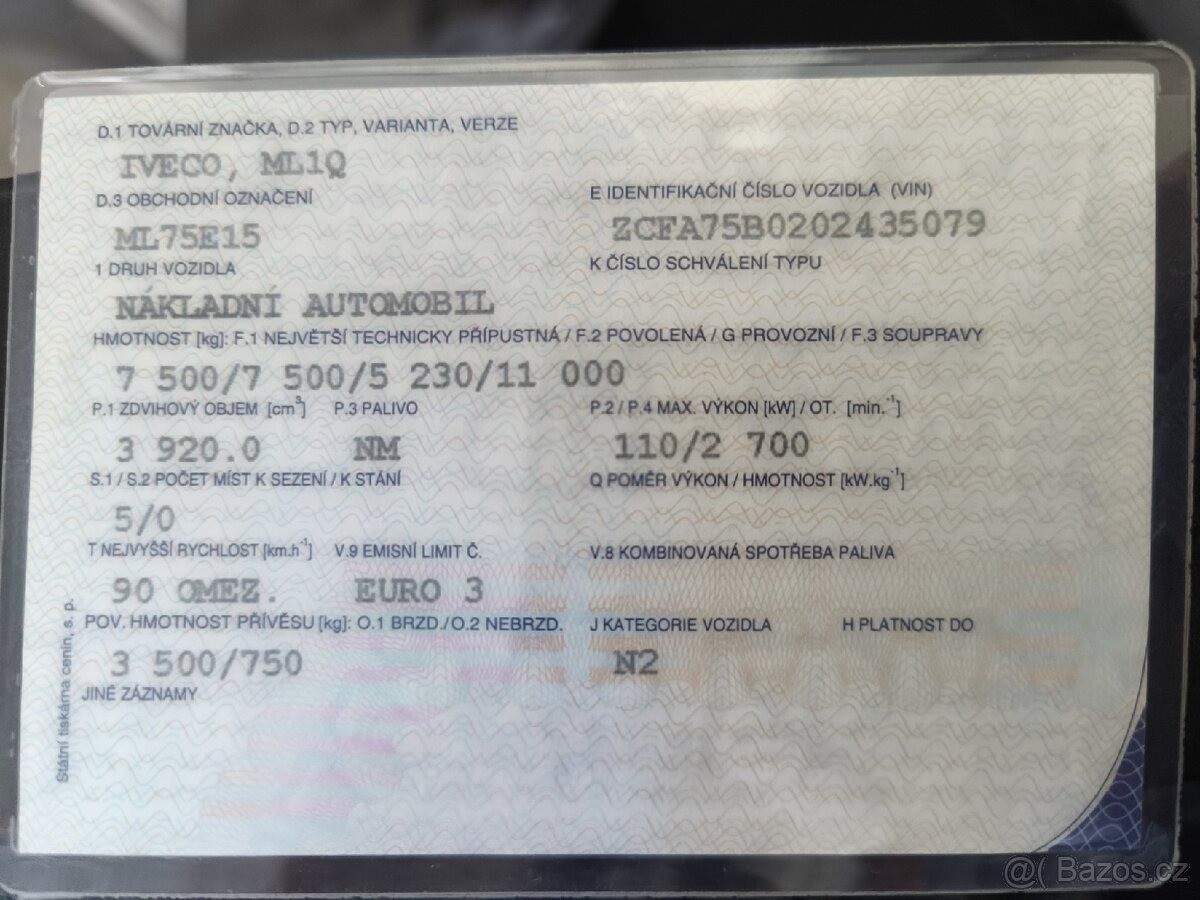 D.1 TOVÁRNÍ ZNAČKA, D.2 TYP, VARIANTA, VERZE
IVECO, ML1Q
D.3 OBCHODNÍ OZNAČENÍ
E IDENTIFIKAČNÍ ČÍSLO VOZIDLA (VIN)
ML75E15
ZCFA75B0202435079
1 DRUH VOZIDLA
K ČÍSLO SCHVÁLENÍ TYPU
NÁKLADNÍ AUTOMOBIL
HMOTNOST [kg]: F.1 NEJVĚTŠÍ TECHNICKY PŘÍPUSTNÁ / F.2 POVOLENÁ / G PROVOZNÍ / F.3 SOUPRAVY
7 500/7 500/5 230/11 000
P.1 ZDVIHOVÝ OBJEM [cm³] P.3 PALIVO P.2 / P.4 MAX. VÝKON [kW] / OT. [min.⁻¹]
3 920.0 NM 110/2 700
S.1 / S.2 POČET MÍST K SEZENÍ / K STÁNÍ Q POMĚR VÝKON / HMOTNOST [kW.kg⁻¹]
5/0
T NEJVYŠŠÍ RYCHLOST [km.h⁻¹] V.9 EMISNÍ LIMIT Č. V.8 KOMBINOVANÁ SPOTŘEBA PALIVA
90 OMEZ. EURO 3
POV. HMOTNOST PŘÍVĚSU [kg]: O.1 BRZD./O.2 NEBRZD. J KATEGORIE VOZIDLA H PLATNOST DO
3 500/750 N2
JINÉ ZÁZNAMY
Státní tiskárna cenin, s. p.
@( Bazos.cz